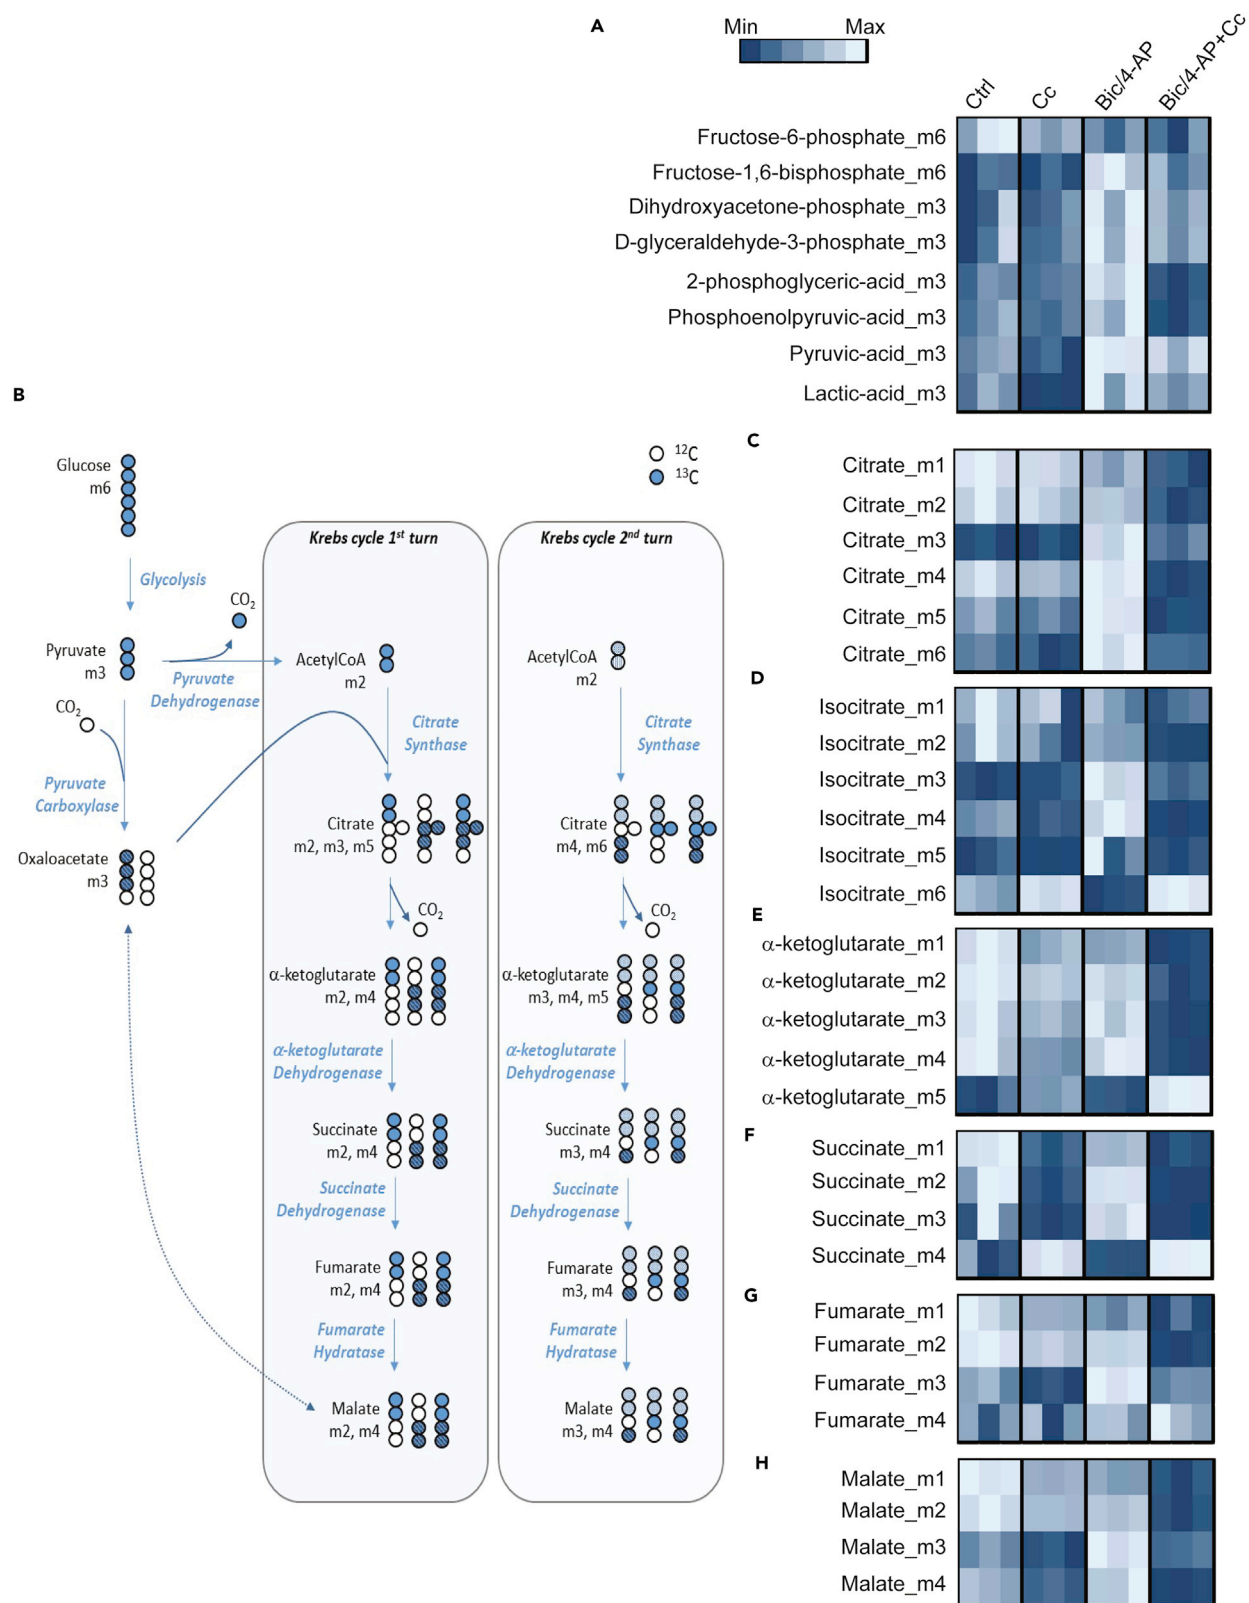 A
Min Max
Ctrl
Cc
Bic/4-AP
Bic/4-AP+Cc
Fructose-6-phosphate_m6
Fructose-1,6-bisphosphate_m6
Dihydroxyacetone-phosphate_m3
D-glyceraldehyde-3-phosphate_m3
2-phosphoglyceric-acid_m3
Phosphoenolpyruvic-acid_m3
Pyruvic-acid_m3
Lactic-acid_m3
B
Glucose
m6
¹²C
¹³C
Glycolysis
CO₂
Pyruvate
m3
Pyruvate
Dehydrogenase
CO₂
Pyruvate
Carboxylase
Oxaloacetate
m3
Krebs cycle 1ˢᵗ turn
AcetylCoA
m2
Citrate
Synthase
Citrate
m2, m3, m5
CO₂
α-ketoglutarate
m2, m4
α-ketoglutarate
Dehydrogenase
Succinate
m2, m4
Succinate
Dehydrogenase
Fumarate
m2, m4
Fumarate
Hydratase
Malate
m2, m4
Krebs cycle 2ⁿᵈ turn
AcetylCoA
m2
Citrate
Synthase
Citrate
m4, m6
CO₂
α-ketoglutarate
m3, m4, m5
α-ketoglutarate
Dehydrogenase
Succinate
m3, m4
Succinate
Dehydrogenase
Fumarate
m3, m4
Fumarate
Hydratase
Malate
m3, m4
C
Citrate_m1
Citrate_m2
Citrate_m3
Citrate_m4
Citrate_m5
Citrate_m6
D
Isocitrate_m1
Isocitrate_m2
Isocitrate_m3
Isocitrate_m4
Isocitrate_m5
Isocitrate_m6
E
α-ketoglutarate_m1
α-ketoglutarate_m2
α-ketoglutarate_m3
α-ketoglutarate_m4
α-ketoglutarate_m5
F
Succinate_m1
Succinate_m2
Succinate_m3
Succinate_m4
G
Fumarate_m1
Fumarate_m2
Fumarate_m3
Fumarate_m4
H
Malate_m1
Malate_m2
Malate_m3
Malate_m4